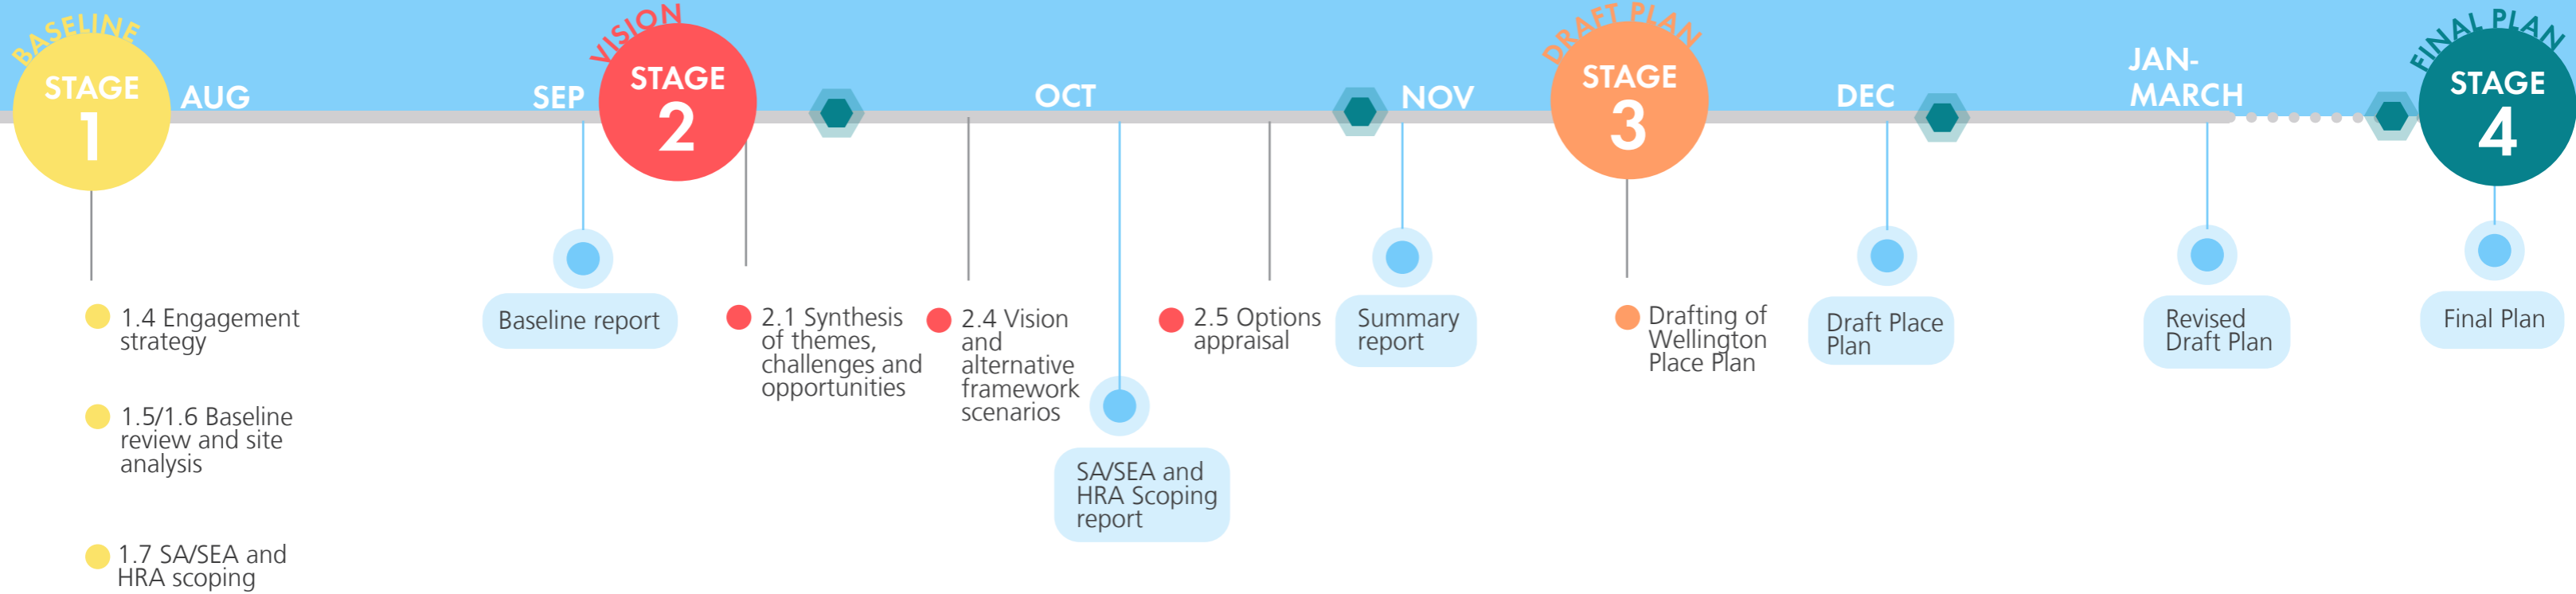 BASELINE
STAGE
1
AUG
SEP
VISION
STAGE
2
OCT
NOV
DRAFT PLAN
STAGE
3
DEC
JAN-
MARCH
FINAL PLAN
STAGE
4
1.4 Engagement
strategy
1.5/1.6 Baseline
review and site
analysis
1.7 SA/SEA and
HRA scoping
Baseline report
2.1 Synthesis
of themes,
challenges and
opportunities
2.4 Vision
and
alternative
framework
scenarios
SA/SEA and
HRA Scoping
report
2.5 Options
appraisal
Summary
report
Drafting of
Wellington
Place Plan
Draft Place
Plan
Revised
Draft Plan
Final Plan